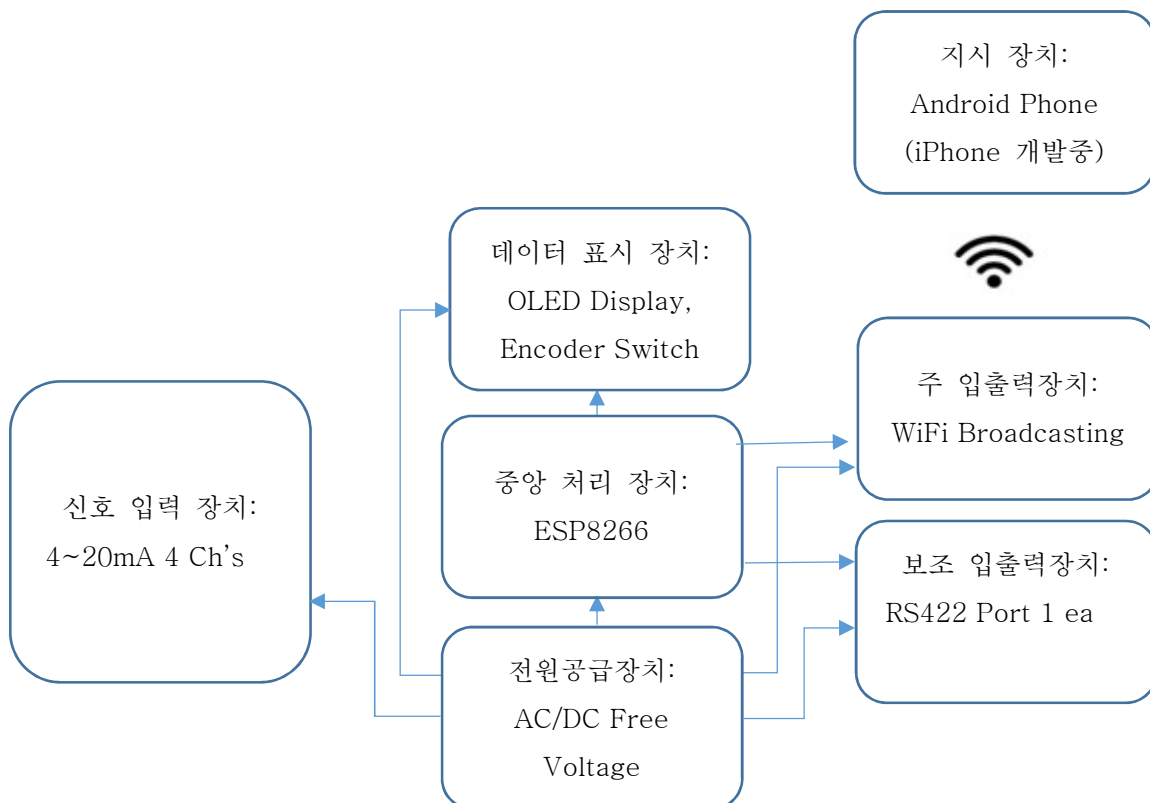 지시 장치:
Android Phone
(iPhone 개발중)
데이터 표시 장치:
OLED Display,
Encoder Switch
주 입출력장치:
WiFi Broadcasting
신호 입력 장치:
4~20mA 4 Ch’s
중앙 처리 장치:
ESP8266
보조 입출력장치:
RS422 Port 1 ea
전원공급장치:
AC/DC Free
Voltage